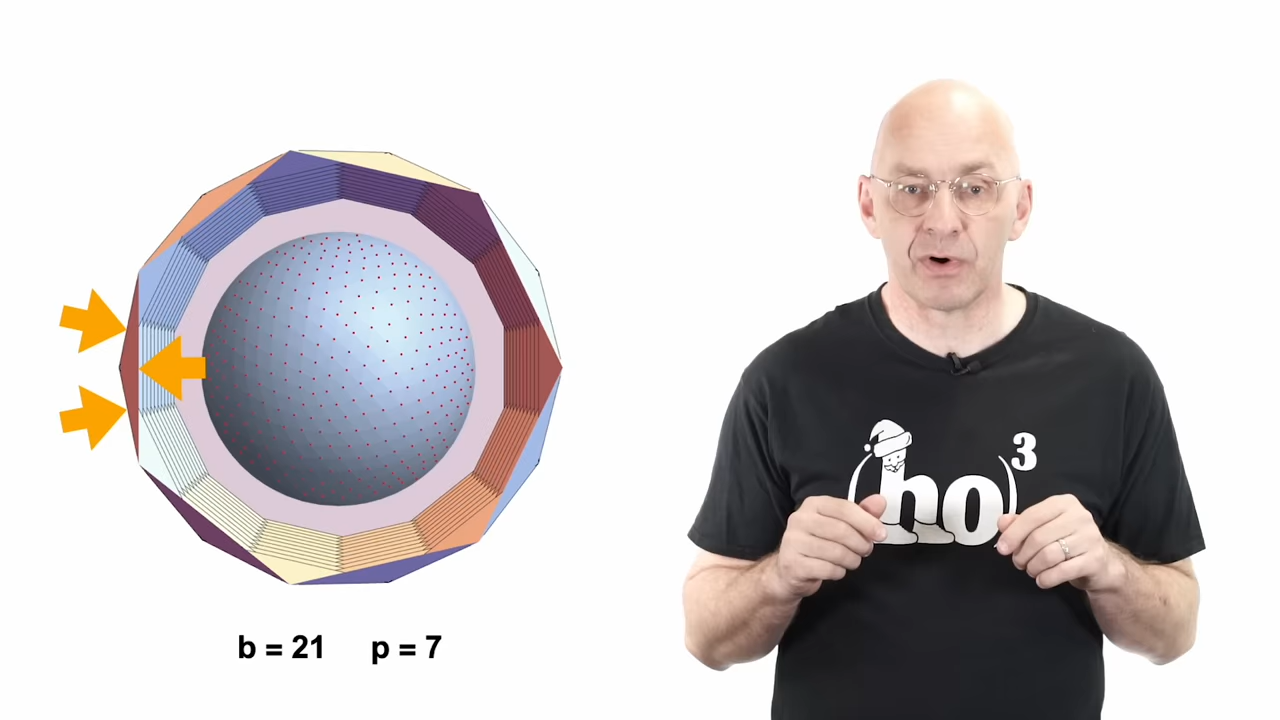 b = 21 p = 7
(ho)³